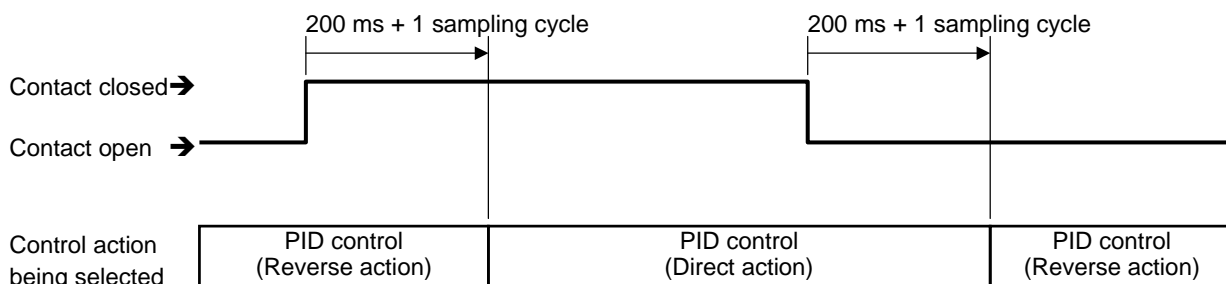 200 ms + 1 sampling cycle 200 ms + 1 sampling cycle
Contact closed
Contact open
Control action
being selected
PID control
(Reverse action)
PID control
(Direct action)
PID control
(Reverse action)